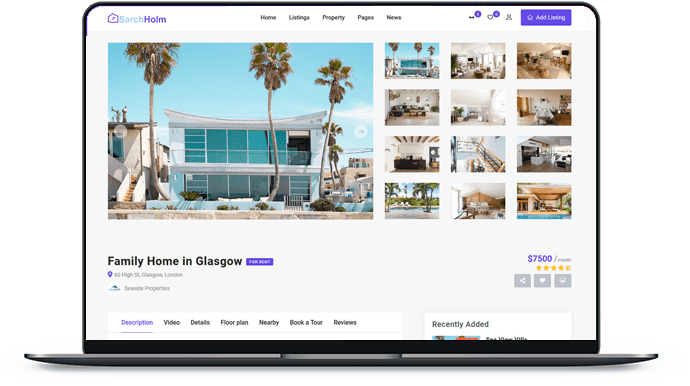 SarchHolm
Home Listings Property Pages News
0 0
Add Listing
Family Home in Glasgow FOR RENT
$7500 / month
60 High St, Glasgow, London
Seaside Properties
Description Video Details Floor plan Nearby Book a Tour Reviews
Recently Added
Sea View Villa